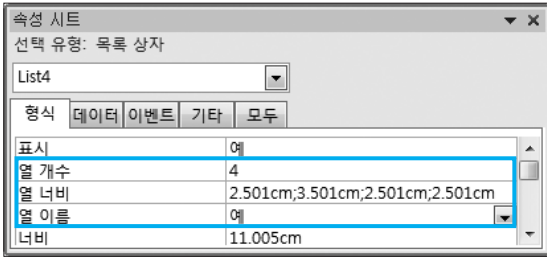 속성 시트
선택 유형: 목록 상자
List4
형식 데이터 이벤트 기타 모두
표시 예
열 개수 4
열 너비 2.501cm;3.501cm;2.501cm;2.501cm
열 이름 예
너비 11.005cm